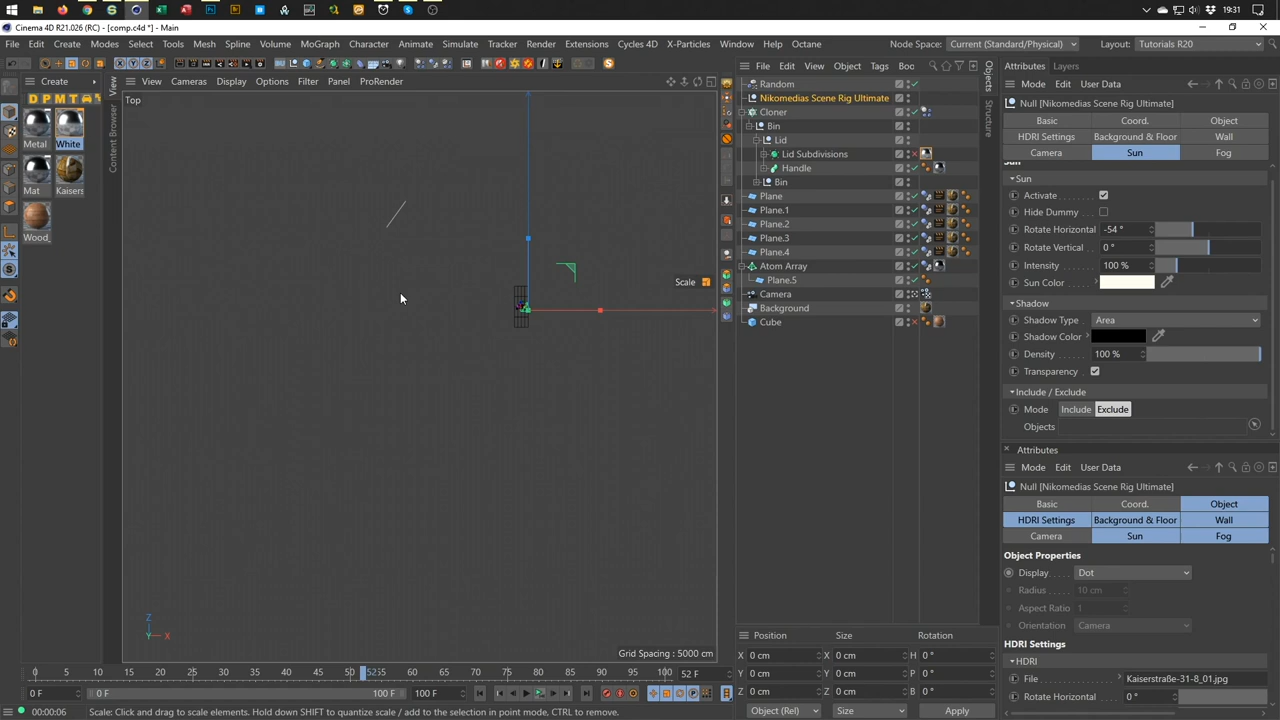 19:31
Cinema 4D R21.026 (RC) - [comp.c4d *] - Main
File Edit Create Modes Select Tools Mesh Spline Volume MoGraph Character Animate Simulate Tracker Render Extensions Cycles 4D X-Particles Window Help Octane Node Space: Current (Standard/Physical) Layout: Tutorials R20
Create
D P M T
Metal White
Mat Kaisers
Wood_
View
Content Browser
View Cameras Display Options Filter Panel ProRender
Top
Scale
Z
Y X
Grid Spacing : 5000 cm
File Edit View Object Tags Boo
Random
Nikomedias Scene Rig Ultimate
Cloner
Bin
Lid
Lid Subdivisions
Handle
Bin
Plane
Plane.1
Plane.2
Plane.3
Plane.4
Atom Array
Plane.5
Camera
Background
Cube
Objects
Structure
Attributes Layers
Mode Edit User Data
Null [Nikomedias Scene Rig Ultimate]
Basic Coord. Object
HDRI Settings Background & Floor Wall
Camera Sun Fog
Sun
Sun
Activate
Hide Dummy
Rotate Horizontal -54 °
Rotate Vertical 0 °
Intensity 100 %
Sun Color
Shadow
Shadow Type Area
Shadow Color
Density 100 %
Transparency
Include / Exclude
Mode Include Exclude
Objects
Attributes
Mode Edit User Data
Null [Nikomedias Scene Rig Ultimate]
Basic Coord. Object
HDRI Settings Background & Floor Wall
Camera Sun Fog
Object Properties
Display Dot
Radius 10 cm
Aspect Ratio 1
Orientation Camera
HDRI Settings
HDRI
File Kaiserstraße-31-8_01.jpg
Rotate Horizontal 0 °
Position Size Rotation
X 0 cm X 0 cm H 0 °
Y 0 cm Y 0 cm P 0 °
Z 0 cm Z 0 cm B 0 °
Object (Rel) Size Apply
0 5 10 15 20 25 30 35 40 45 50 52 55 60 65 70 75 80 85 90 95 100 52 F
0 F 0 F 100 F 100 F
00:00:06 Scale: Click and drag to scale elements. Hold down SHIFT to quantize scale / add to the selection in point mode, CTRL to remove.